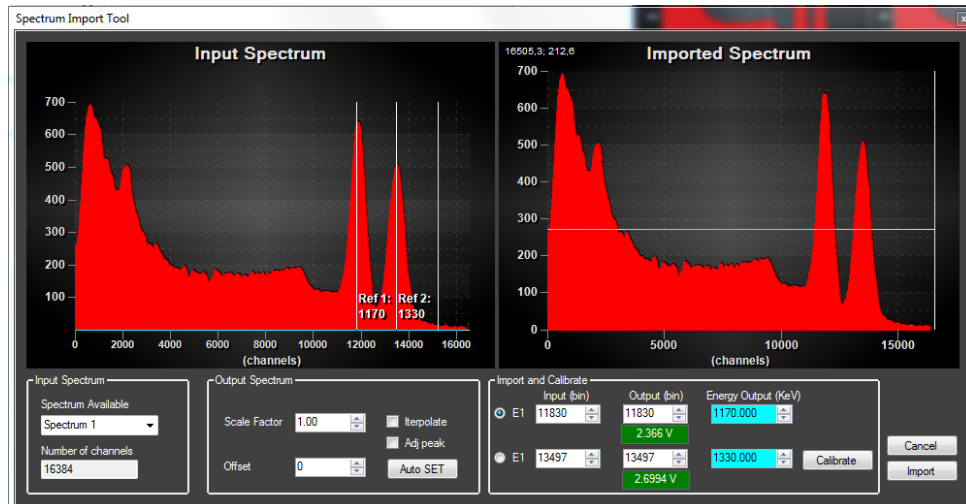 Spectrum Import Tool
x
Input Spectrum
700
600
500
400
300
200
100
Ref 1: Ref 2:
1170 1330
0 2000 4000 6000 8000 10000 12000 14000 16000
(channels)
16505,3; 212,6
Imported Spectrum
700
600
500
400
300
200
100
0
0 5000 10000 15000
(channels)
Input Spectrum
Spectrum Available
Spectrum 1
Number of channels
16384
Output Spectrum
Scale Factor 1.00 Iterpolate
Adj peak
Offset 0 Auto SET
Import and Calibrate
Input (bin) Output (bin) Energy Output (KeV)
E1 11830 11830 1170.000
2.366 V
E1 13497 13497 1330.000 Calibrate
2.6994 V
Cancel
Import